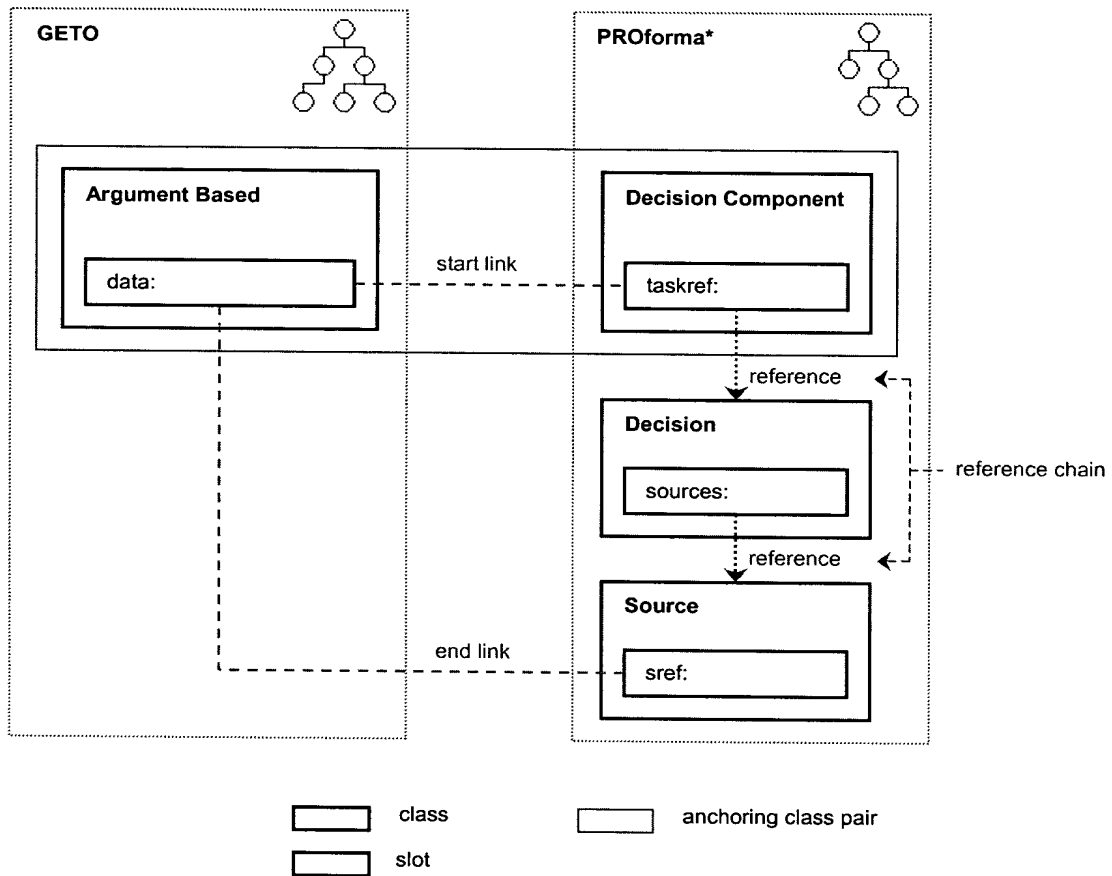 GETO
PROforma*
Argument Based
Decision Component
data:
start link
taskref:
reference
Decision
reference chain
sources:
reference
Source
end link
sref:
class
anchoring class pair
slot